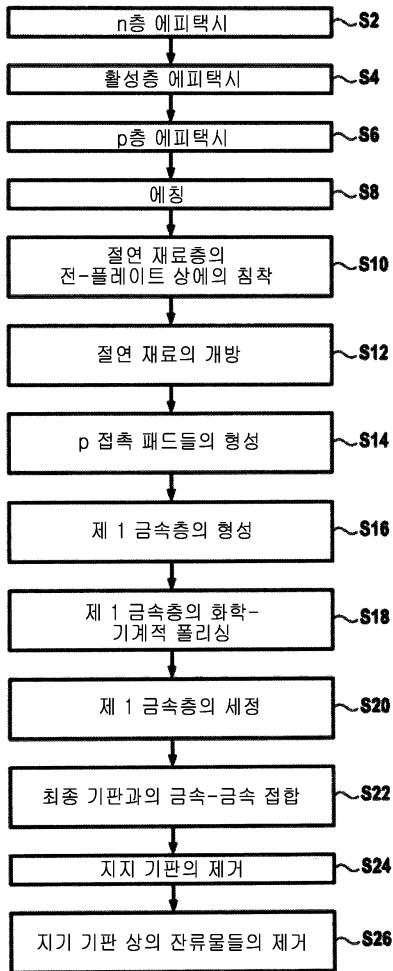 n층 에피택시
S2
활성층 에피택시
S4
p층 에피택시
S6
에칭
S8
절연 재료층의
전-플레이트 상에의 침착
S10
절연 재료의 개방
S12
p 접촉 패드들의 형성
S14
제 1 금속층의 형성
S16
제 1 금속층의 화학-
기계적 폴리싱
S18
제 1 금속층의 세정
S20
최종 기판과의 금속-금속 접합
S22
지지 기판의 제거
S24
지기 기판 상의 잔류물들의 제거
S26